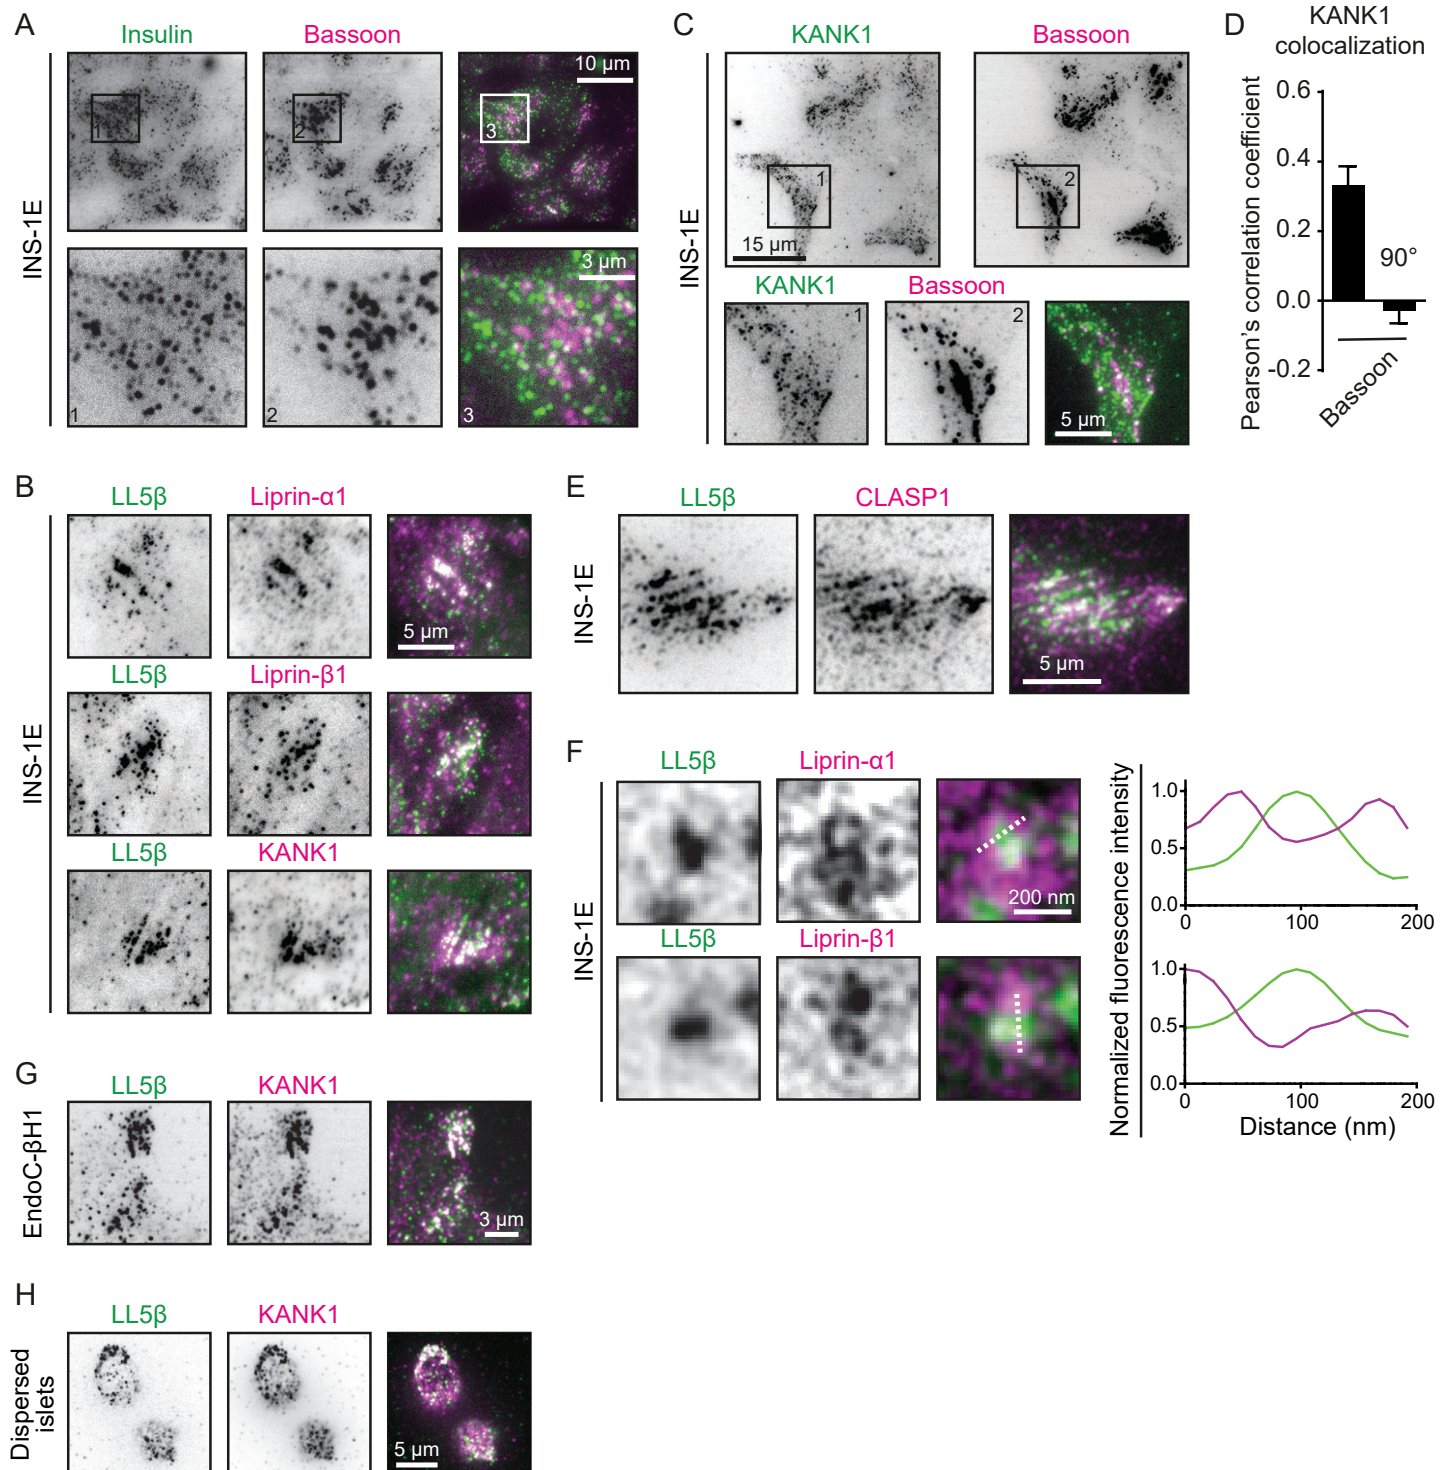 A
Insulin
Bassoon
INS-1E
1
2
3
10 µm
1
2
3
3 µm
B
LL5β
Liprin-α1
5 µm
INS-1E
LL5β
Liprin-β1
LL5β
KANK1
C
KANK1
Bassoon
INS-1E
1
15 µm
2
KANK1
Bassoon
1
2
5 µm
D
KANK1
colocalization
Pearson's correlation coefficient
0.6
0.4
0.2
0.0
-0.2
90°
Bassoon
E
LL5β
CLASP1
INS-1E
5 µm
F
LL5β
Liprin-α1
200 nm
INS-1E
LL5β
Liprin-β1
Normalized fluorescence intensity
1.0
0.5
0.0
1.0
0.5
0.0
0
100
200
Distance (nm)
G
LL5β
KANK1
EndoC-βH1
3 µm
H
LL5β
KANK1
Dispersed
islets
5 µm